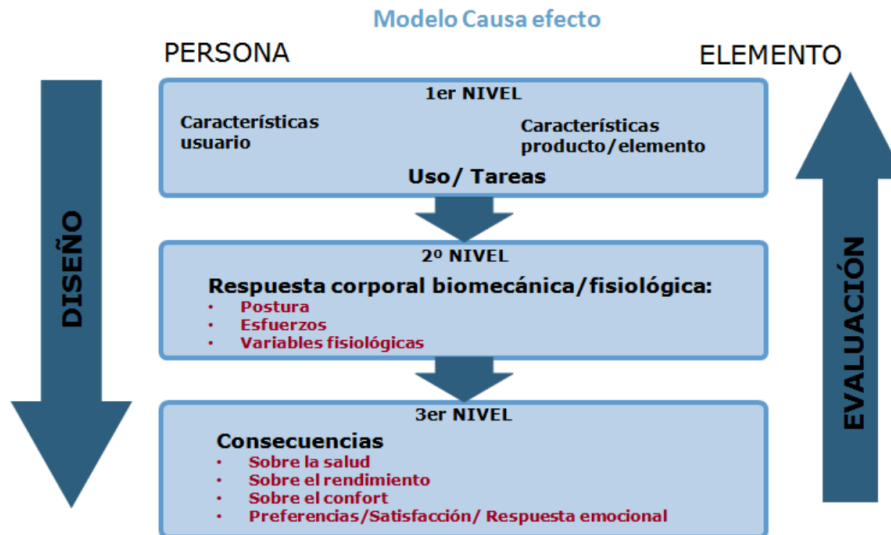 Modelo Causa efecto
PERSONA
ELEMENTO
1er NIVEL
Características
usuario
Características
producto/elemento
Uso/ Tareas
DISEÑO
2º NIVEL
Respuesta corporal biomecánica/fisiológica:
• Postura
• Esfuerzos
• Variables fisiológicas
EVALUACIÓN
3er NIVEL
Consecuencias
• Sobre la salud
• Sobre el rendimiento
• Sobre el confort
• Preferencias/Satisfacción/ Respuesta emocional